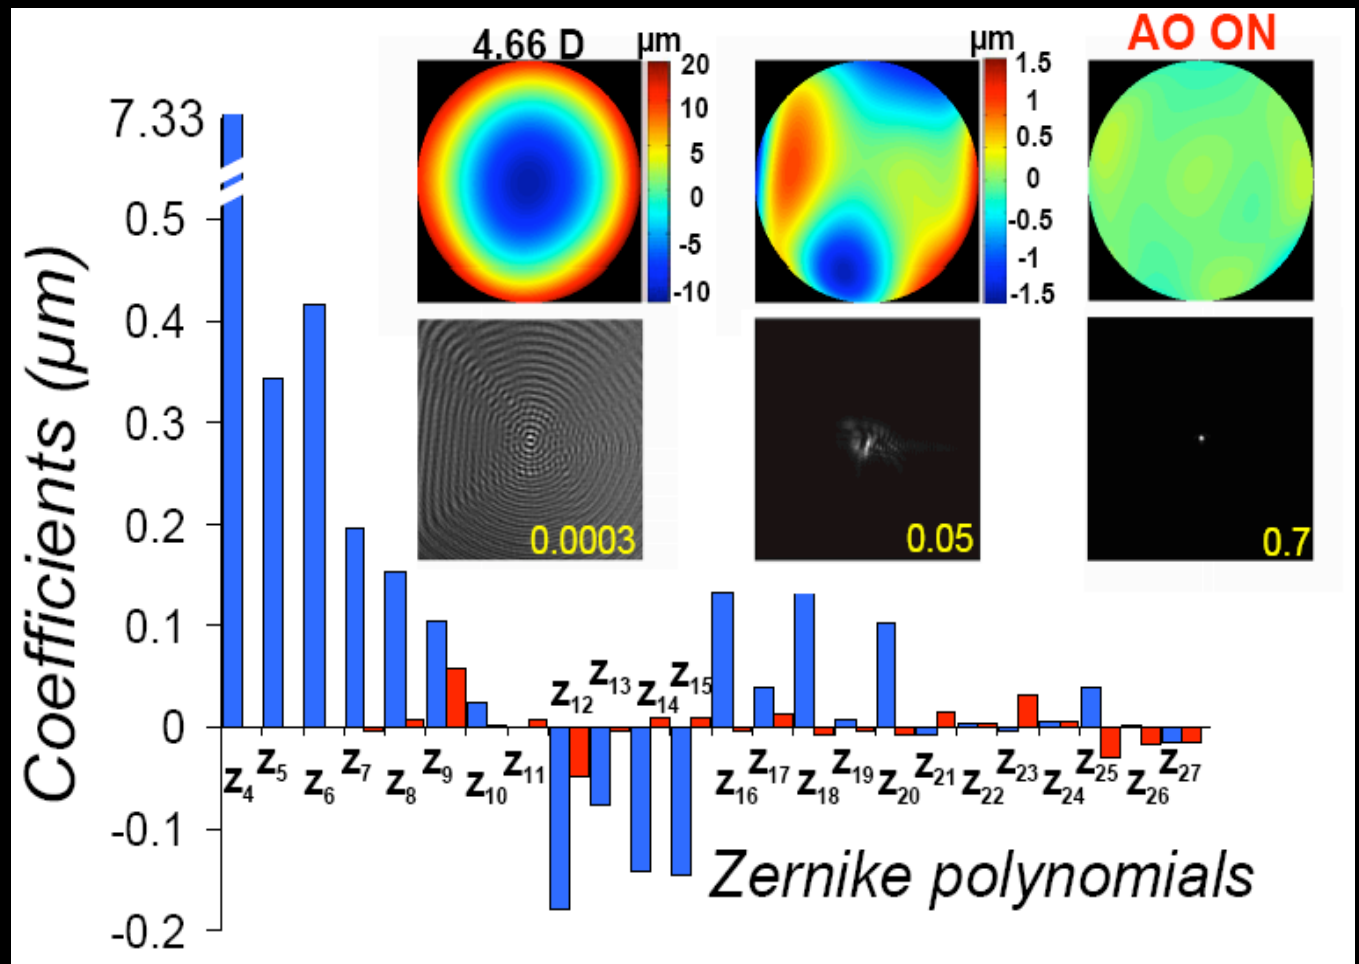 4.66 D
µm
20
10
5
0
-5
-10
µm
1.5
1
0.5
0
-0.5
-1
-1.5
AO ON
0.0003
0.05
0.7
Coefficients (µm)
7.33
0.5
0.4
0.3
0.2
0.1
0
-0.1
-0.2
Z4
Z5
Z6
Z7
Z8
Z9
Z10
Z11
Z12
Z13
Z14
Z15
Z16
Z17
Z18
Z19
Z20
Z21
Z22
Z23
Z24
Z25
Z26
Z27
Zernike polynomials